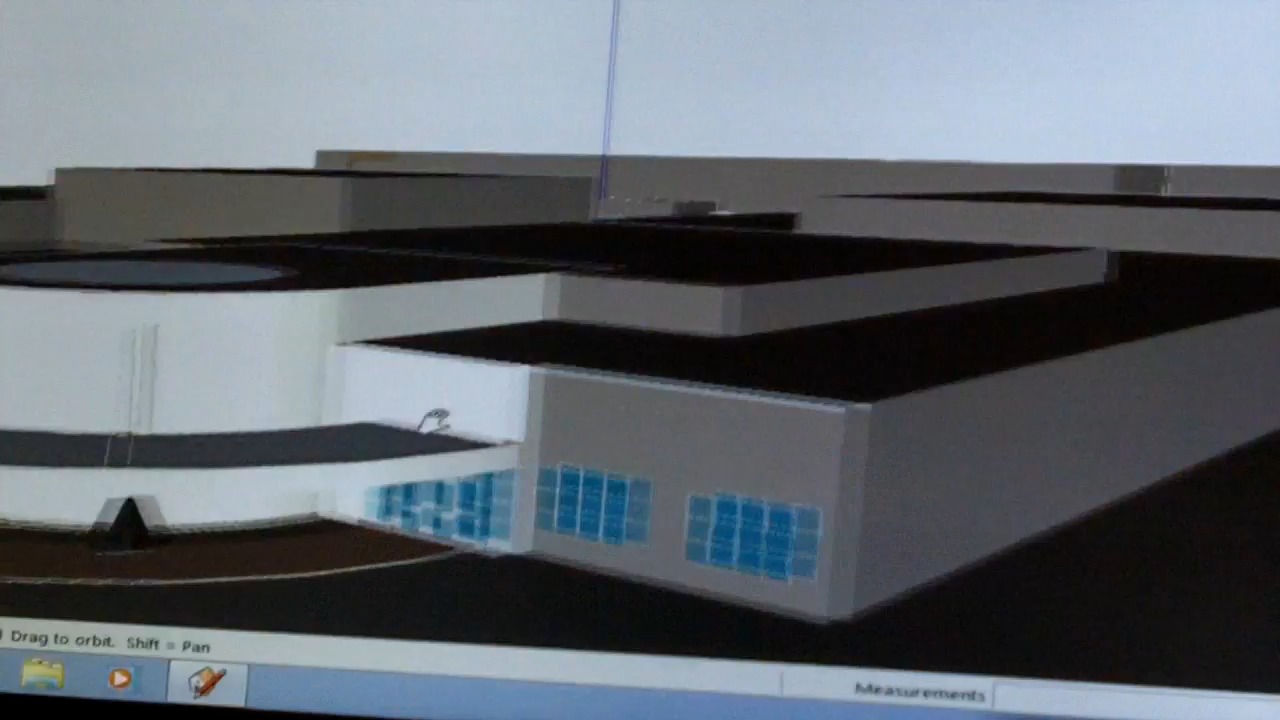 Drag to orbit. Shift = Pan
Measurements